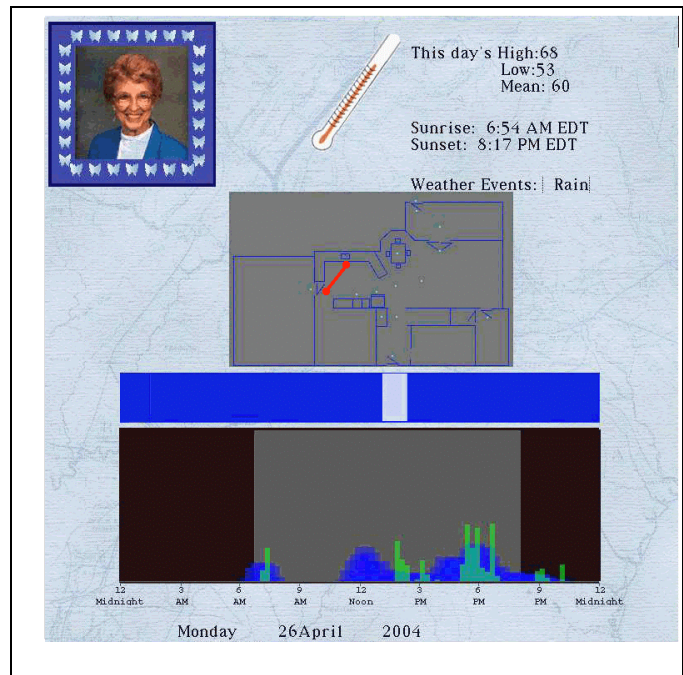 This day's High:68
Low:53
Mean: 60
Sunrise: 6:54 AM EDT
Sunset: 8:17 PM EDT
Weather Events: Rain
12 3 6 9 12 3 6 9 12
Midnight AM AM AM Noon PM PM PM Midnight
Monday 26April 2004